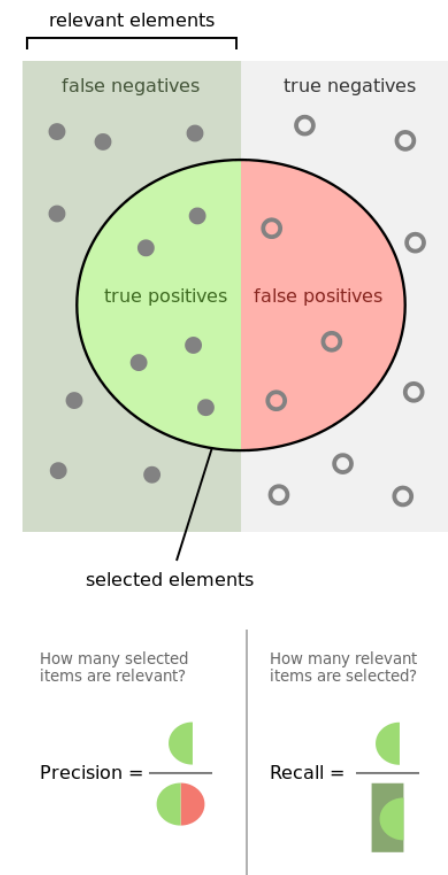 relevant elements
false negatives
true negatives
true positives
false positives
selected elements
How many selected
items are relevant?
How many relevant
items are selected?
Precision =
Recall =